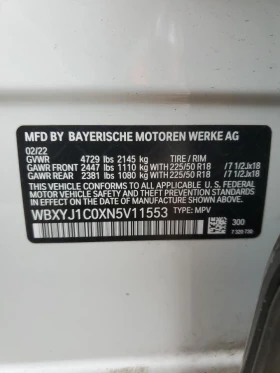 MFD BY BAYERISCHE MOTOREN WERKE AG
02/22
GVWR 4729 lbs 2145 kg TIRE / RIM
GAWR FRONT 2447 lbs 1110 kg 225/50 R18 /7 1/2Jx18
GAWR REAR 2381 lbs 1080 kg 225/50 R18 /7 1/2Jx18
THIS VEHICLE CONFORMS TO ALL APPLICABLE
U.S. FEDERAL MOTOR VEHICLE SAFETY,
BUMPER, AND THEFT PREVENTION STANDARDS
IN EFFECT ON THE DATE OF MANUFACTURE
SHOWN ABOVE.
WBXYJ1C0XN5V11553 TYPE: MPV
300